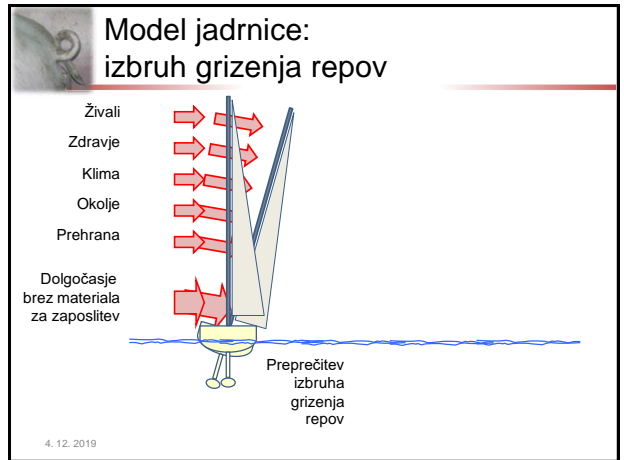 Model jadrnice:
izbruh grizenja repov
Živali
Zdravje
Klima
Okolje
Prehrana
Dolgočasje
brez materiala
za zaposlitev
Preprečitev
izbruha
grizenja
repov
4. 12. 2019